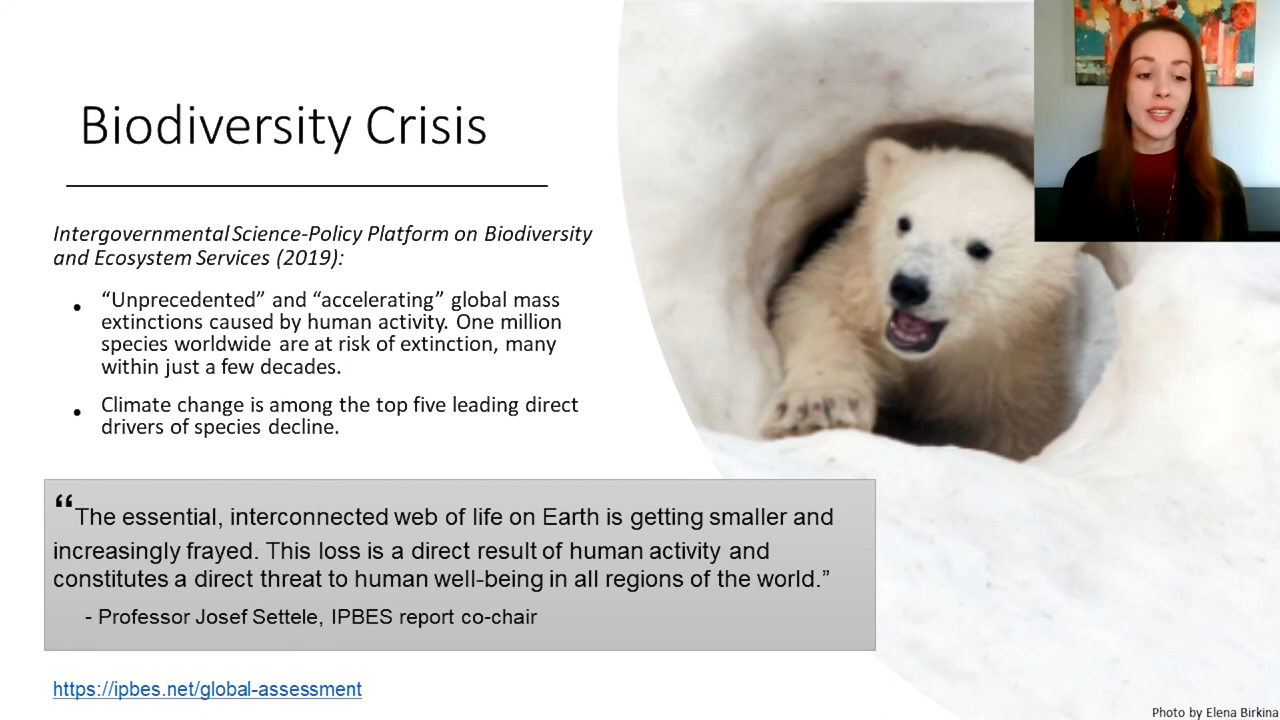 Biodiversity Crisis
Intergovernmental Science-Policy Platform on Biodiversity
and Ecosystem Services (2019):
• “Unprecedented” and “accelerating” global mass
extinctions caused by human activity. One million
species worldwide are at risk of extinction, many
within just a few decades.
• Climate change is among the top five leading direct
drivers of species decline.
“The essential, interconnected web of life on Earth is getting smaller and
increasingly frayed. This loss is a direct result of human activity and
constitutes a direct threat to human well-being in all regions of the world.”
- Professor Josef Settele, IPBES report co-chair
https://ipbes.net/global-assessment
Photo by Elena Birkina